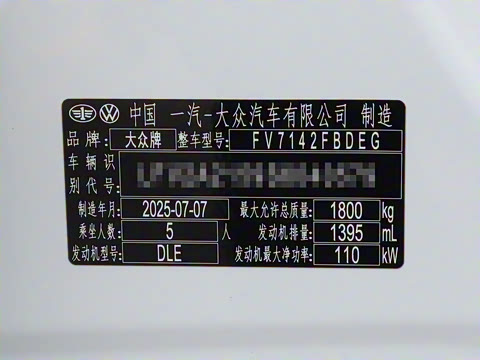 中国 一汽-大众汽车有限公司 制造
品牌: 大众牌 整车型号: FV7142FBDEG
车辆识
别代号:
制造年月: 2025-07-07 最大允许总质量: 1800 kg
乘坐人数: 5 人 发动机排量: 1395 mL
发动机型号: DLE 发动机最大净功率: 110 kW